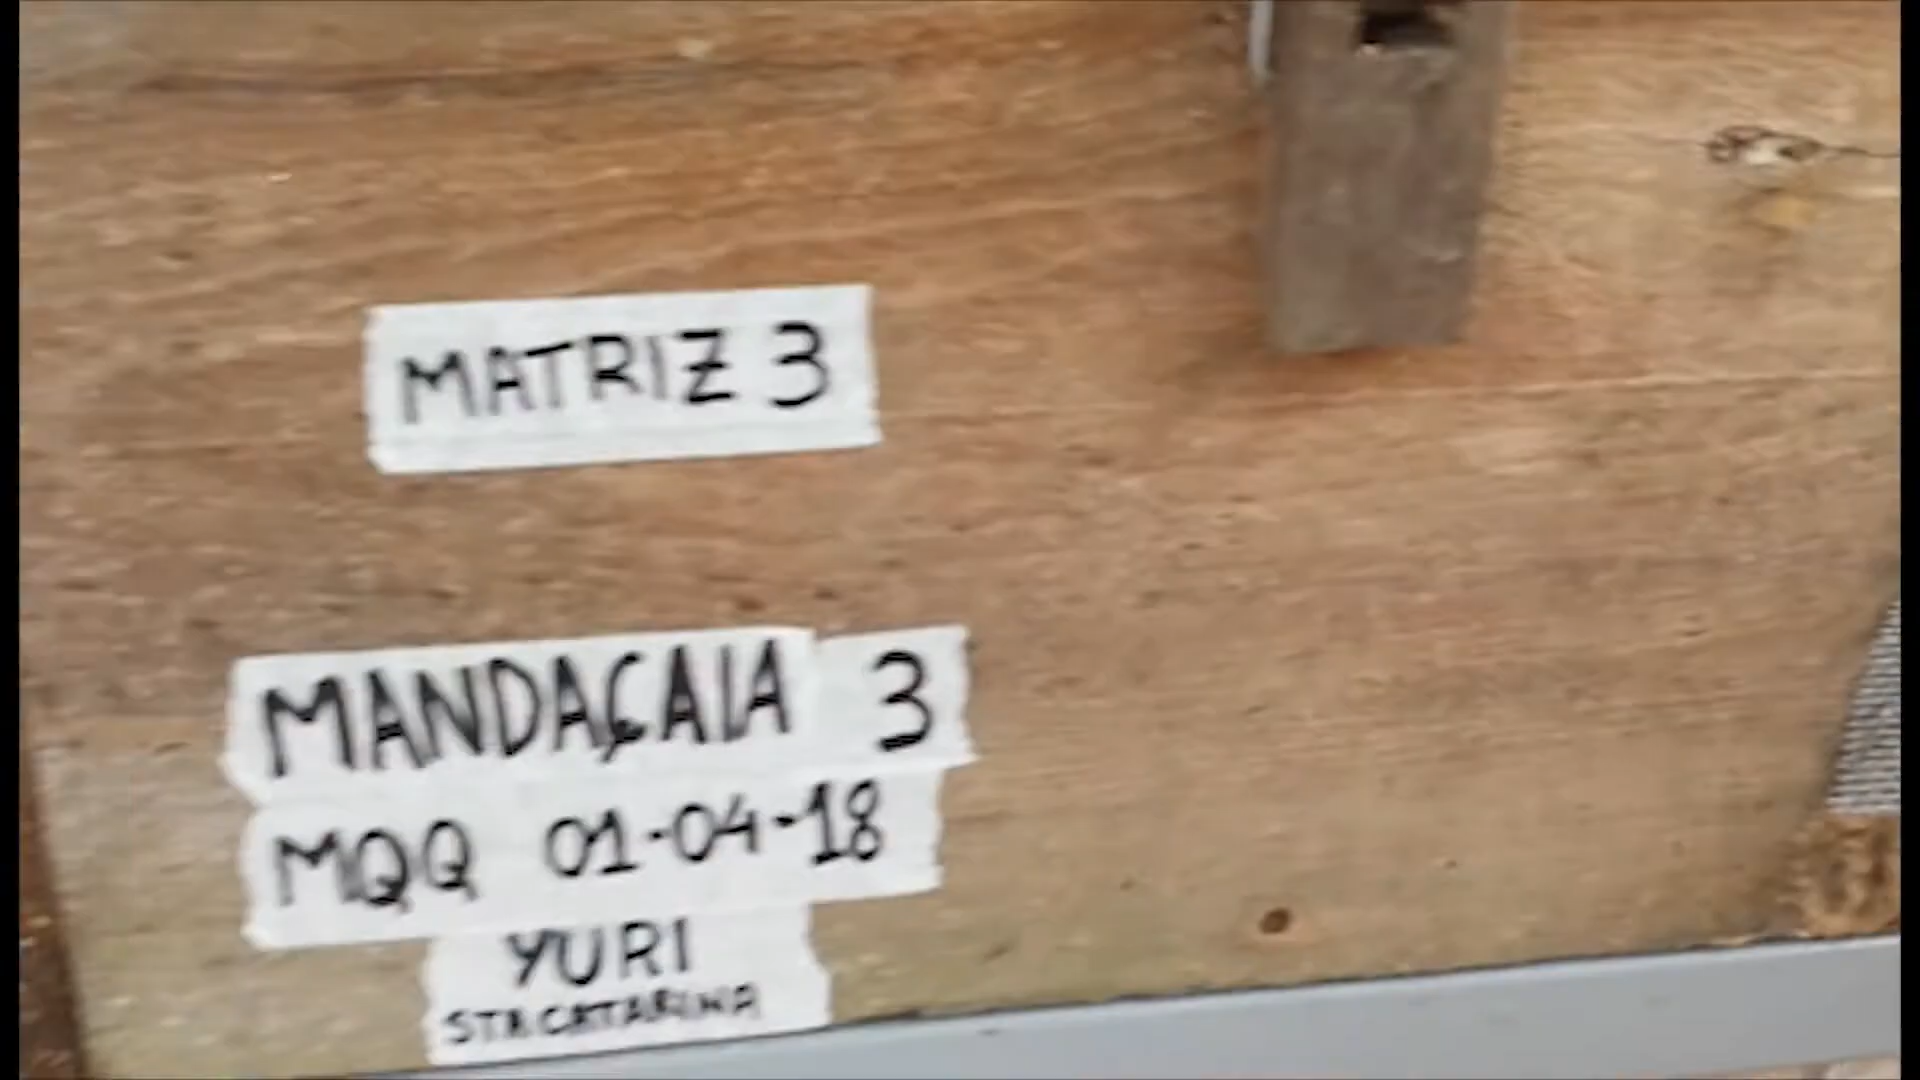 MATRIZ 3
MANDAÇAIA 3
MQQ 01-04-18
YURI
STA CATARINA